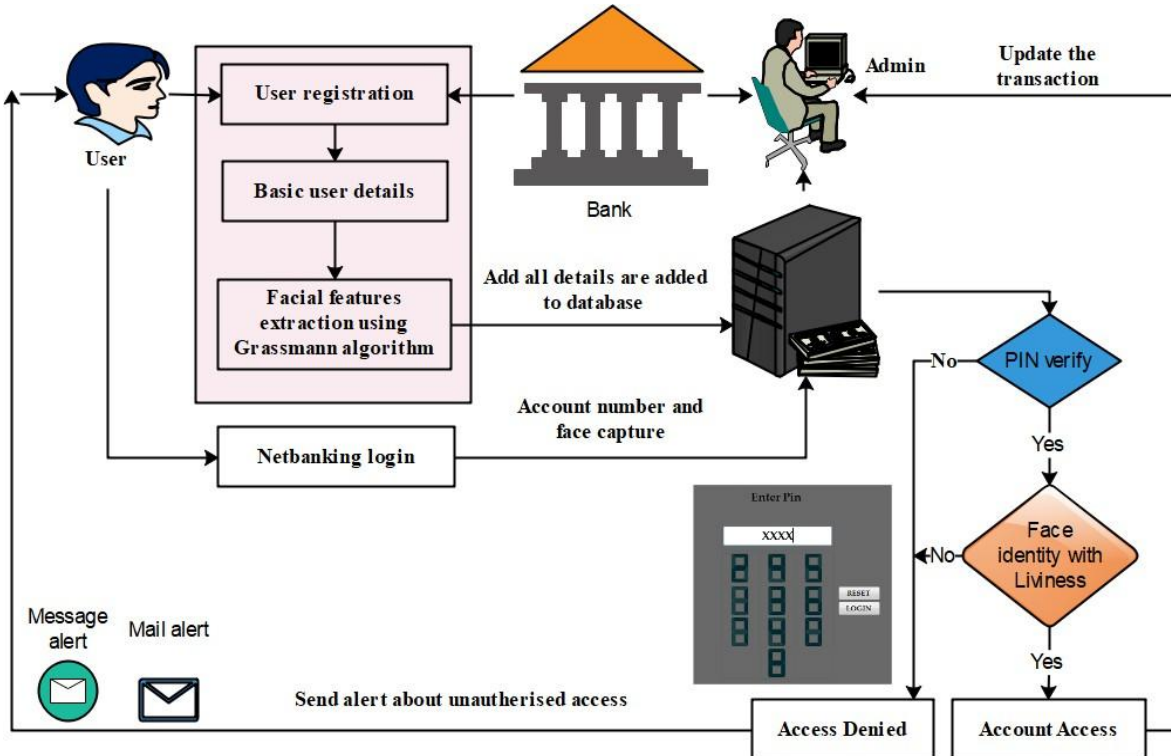 User
User registration
Basic user details
Facial features
extraction using
Grassmann algorithm
Bank
Admin
Update the
transaction
Add all details are added
to database
Account number and
face capture
Netbanking login
No
PIN verify
Yes
Face
identity with
Liviness
No
Yes
Enter Pin
XXXX
RESET
LOGIN
Message
alert
Mail alert
Send alert about unautherised access
Access Denied
Account Access